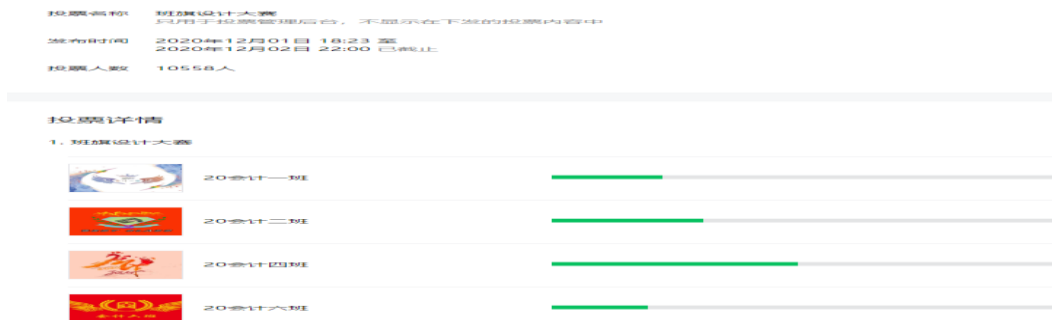 投票名称 班旗设计大赛
只用于投票管理后台，不显示在下发的投票内容中
发布时间 2020年12月01日 18:23 至
2020年12月02日 22:00 已截止
投票人数 10558人
投票详情
1. 班旗设计大赛
20会计一班
20会计二班
20会计四班
20会计六班